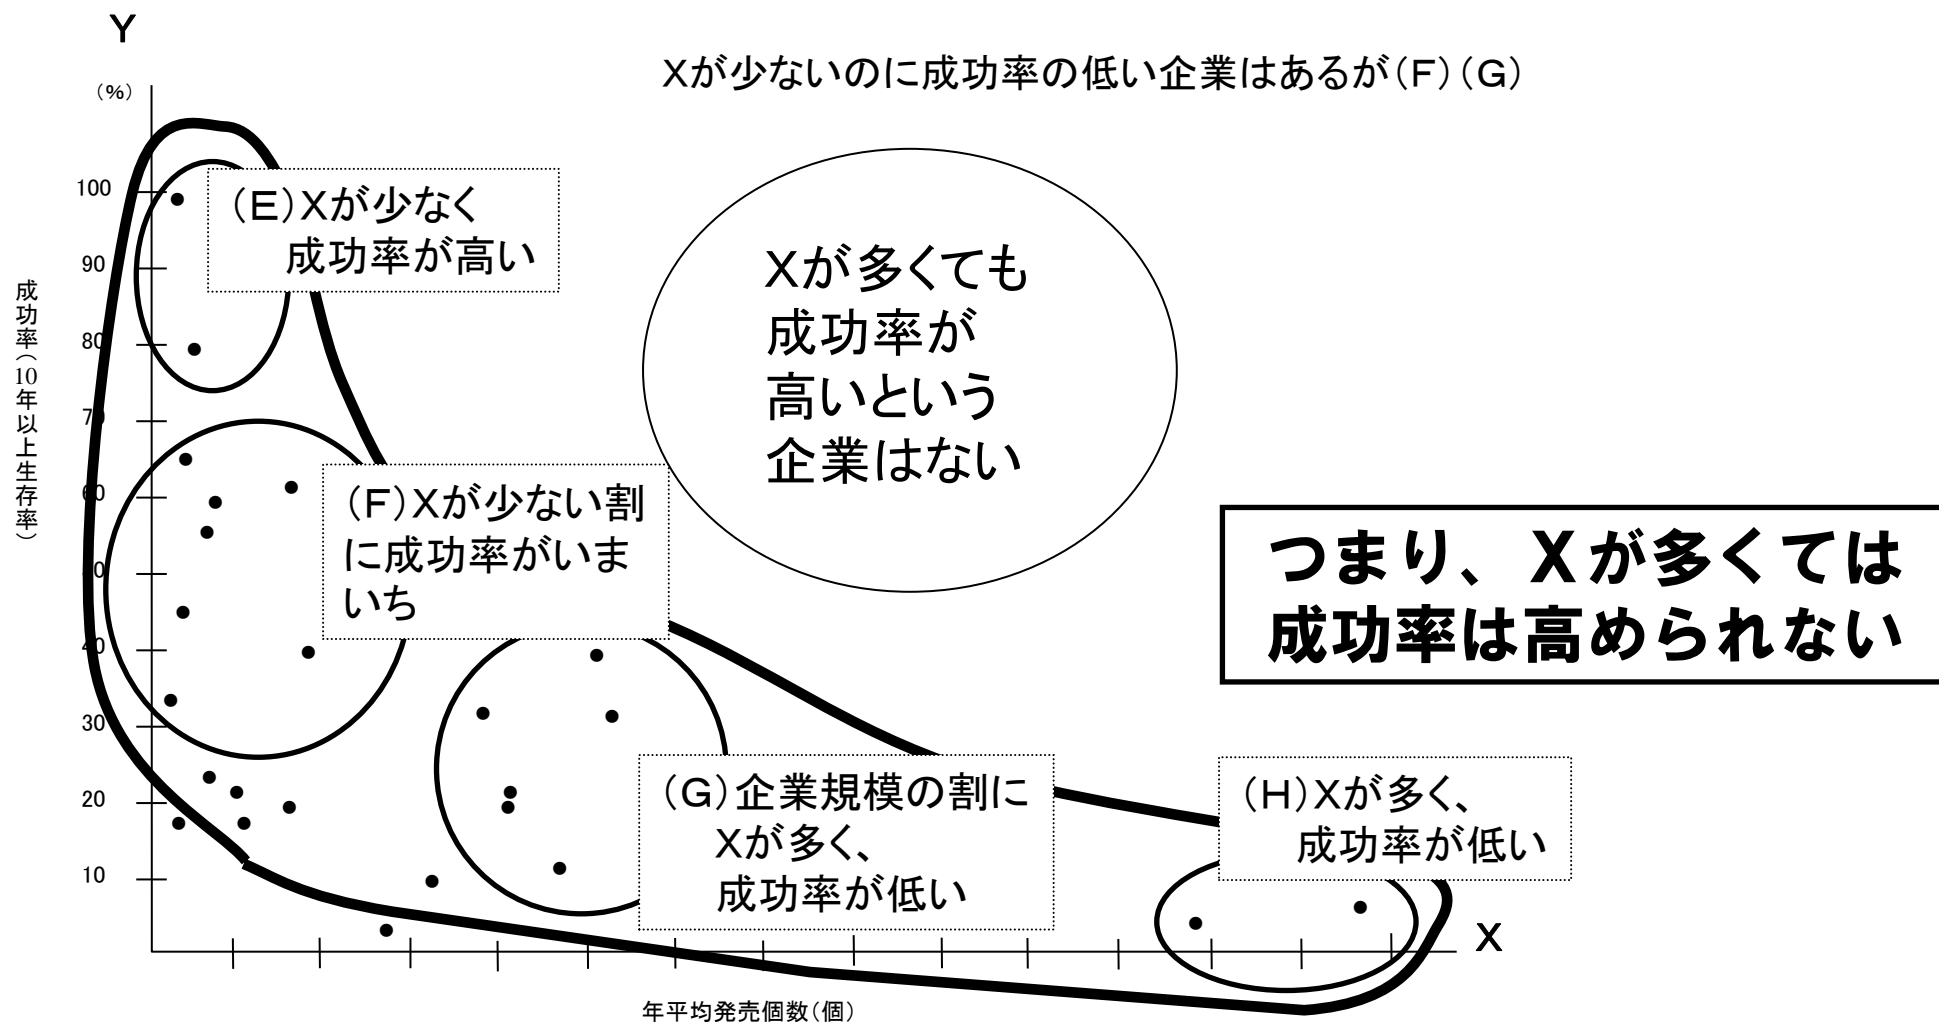 Y
Xが少ないのに成功率の低い企業はあるが(F)(G)
(%)
100
90
80
70
60
50
40
30
20
10
成功率(10年以上生存率)
(E)Xが少なく
成功率が高い
Xが多くても
成功率が
高いという
企業はない
(F)Xが少ない割
に成功率がいま
いち
つまり、Xが多くては
成功率は高められない
(G)企業規模の割に
Xが多く、
成功率が低い
(H)Xが多く、
成功率が低い
X
年平均発売個数(個)